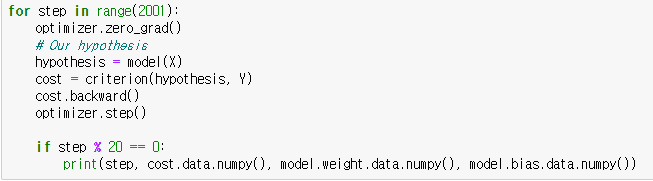 for step in range(2001):
    optimizer.zero_grad()
    # Our hypothesis
    hypothesis = model(X)
    cost = criterion(hypothesis, Y)
    cost.backward()
    optimizer.step()

    if step % 20 == 0:
        print(step, cost.data.numpy(), model.weight.data.numpy(), model.bias.data.numpy())